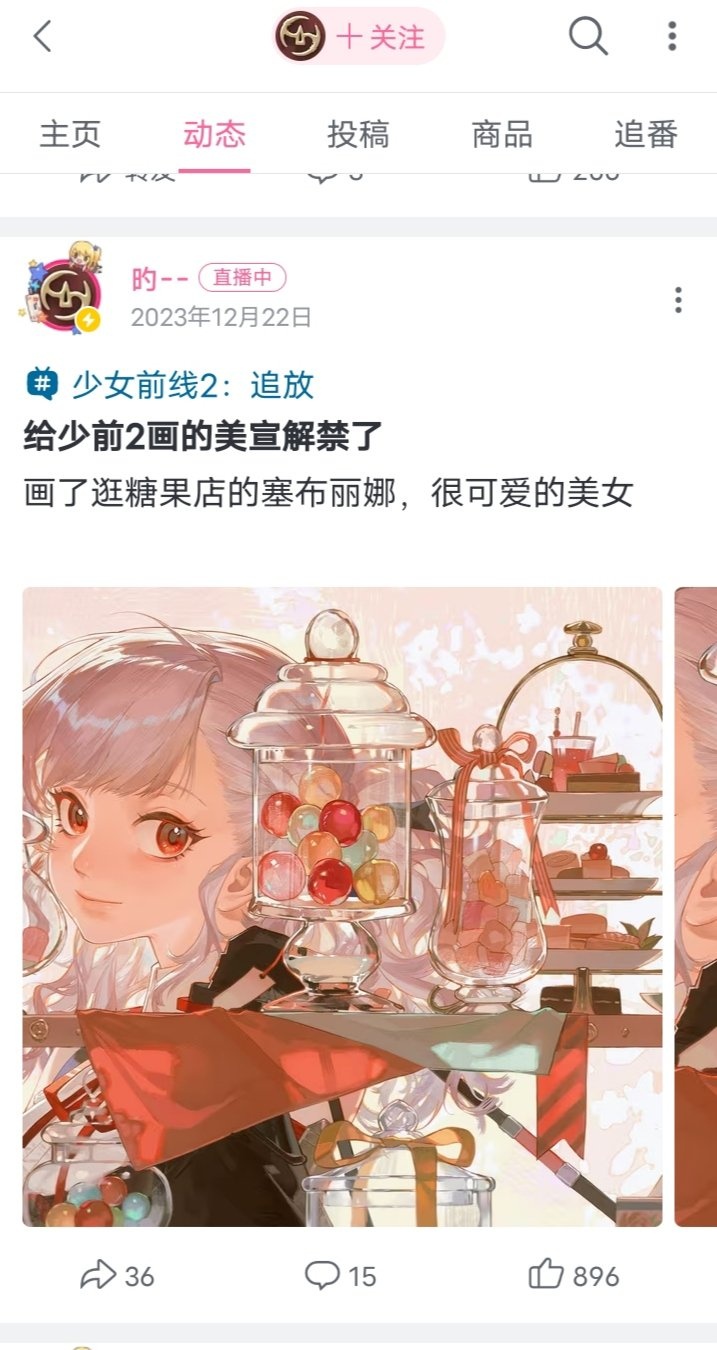 关注
主页 动态 投稿 商品 追番
转发
旳-- 直播中
2023年12月22日
少女前线2：追放
给少前2画的美宣解禁了
画了逛糖果店的塞布丽娜，很可爱的美女
36 15 896